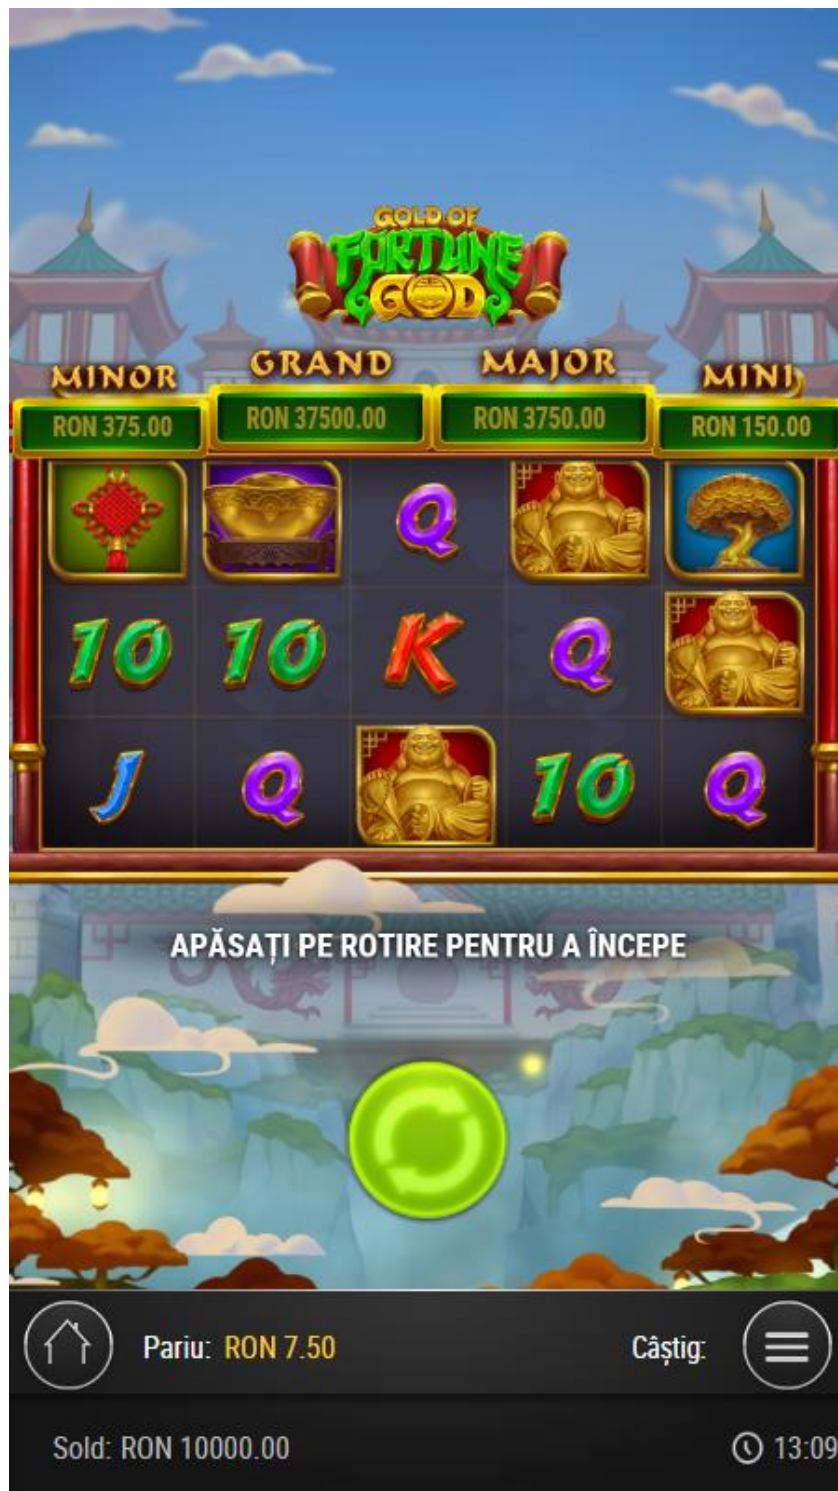 GOLD OF
FORTUNE
GOD
MINOR GRAND MAJOR MINI
RON 375.00 RON 37500.00 RON 3750.00 RON 150.00
Q
10 10 K Q
J Q 10 Q
APĂSAȚI PE ROTIRE PENTRU A ÎNCEPE
Pariu: RON 7.50 Câștig:
Sold: RON 10000.00 13:09